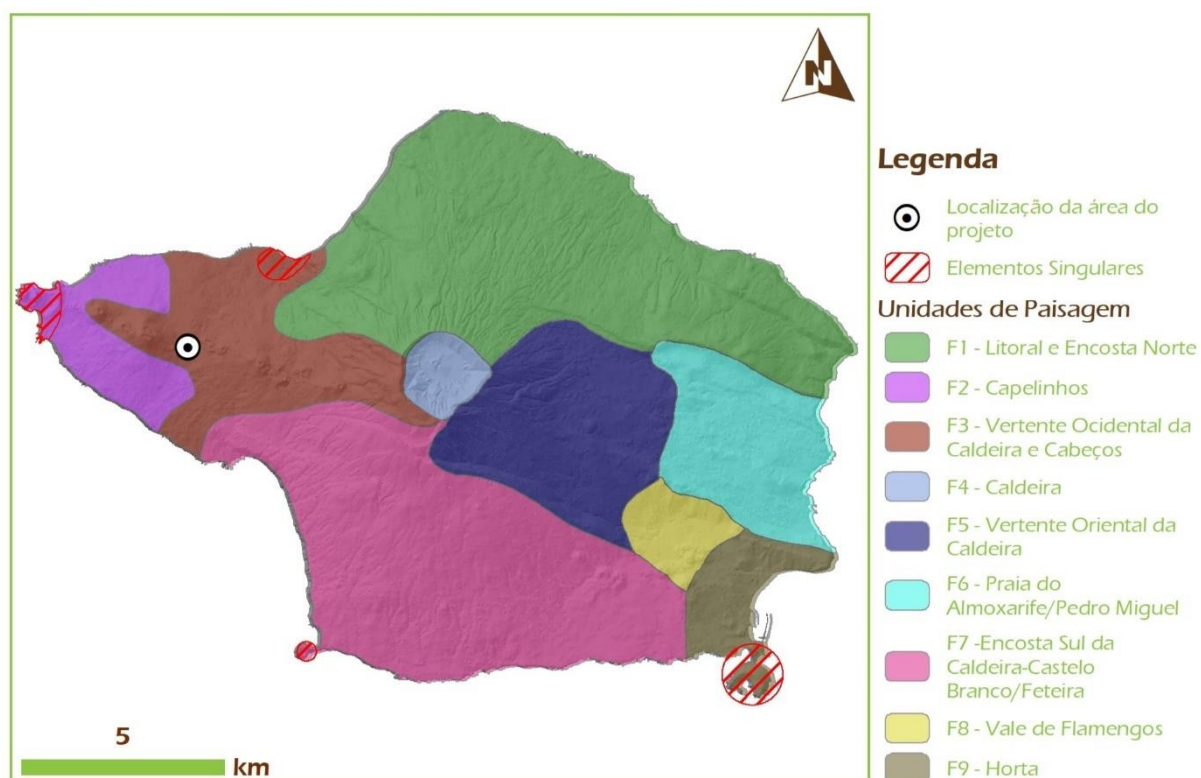 N
Legenda
Localização da área do
projeto
Elementos Singulares
Unidades de Paisagem
F1 - Litoral e Encosta Norte
F2 - Capelinhos
F3 - Vertente Ocidental da
Caldeira e Cabeços
F4 - Caldeira
F5 - Vertente Oriental da
Caldeira
F6 - Praia do
Almoxarife/Pedro Miguel
F7 -Encosta Sul da
Caldeira-Castelo
Branco/Feteira
F8 - Vale de Flamengos
F9 - Horta
5
km